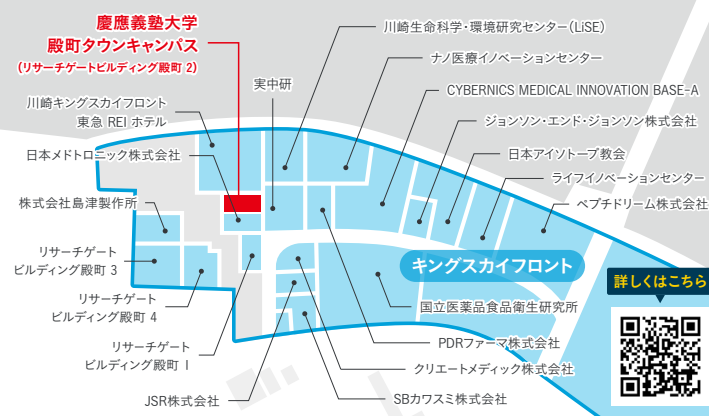 慶應義塾大学
殿町タウンキャンパス
(リサーチゲートビルディング殿町 2)
川崎生命科学・環境研究センター(LiSE)
ナノ医療イノベーションセンター
実中研
CYBERNICS MEDICAL INNOVATION BASE-A
川崎キングスカイフロント
東急 REI ホテル
ジョンソン・エンド・ジョンソン株式会社
日本メドトロニック株式会社
日本アイソトープ教会
ライフイノベーションセンター
株式会社島津製作所
ペプチドリーム株式会社
リサーチゲート
ビルディング殿町 3
キングスカイフロント
詳しくはこちら
リサーチゲート
ビルディング殿町 4
国立医薬品食品衛生研究所
リサーチゲート
ビルディング殿町 1
PDRファーマ株式会社
クリエートメディック株式会社
JSR株式会社
SBカワスミ株式会社